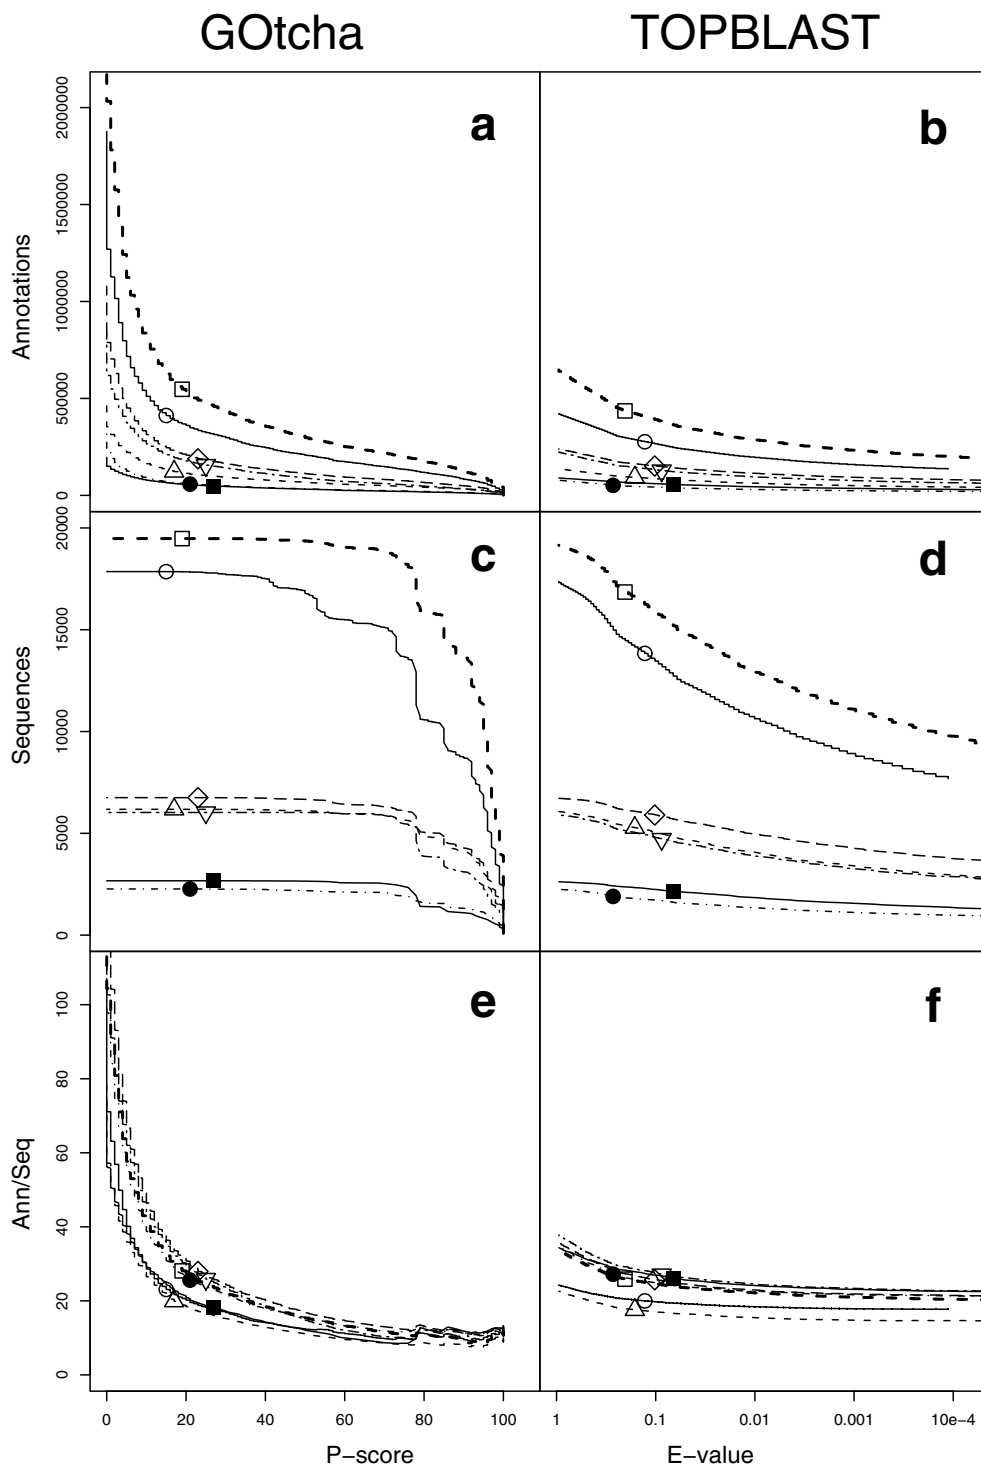 GOtcha TOPBLAST
a b
Annotations
0 500000 1000000 1500000 2000000
c d
Sequences
0 5000 10000 15000 20000
e f
Ann/Seq
0 20 40 60 80 100
0 20 40 60 80 100 1 0.1 0.01 0.001 10e−4
P−score E−value